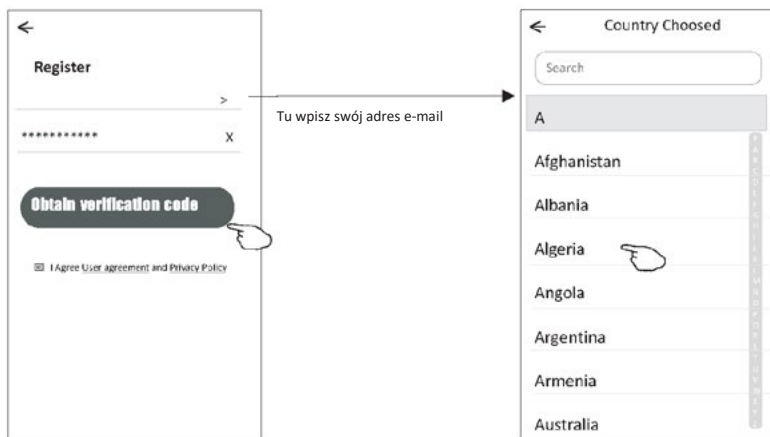 ←
Register
>
*********** X
Obtain verification code
I Agree User agreement and Privacy Policy
Tu wpisz swój adres e-mail
← Country Choosed
Search
A
Afghanistan
Albania
Algeria
Angola
Argentina
Armenia
Australia